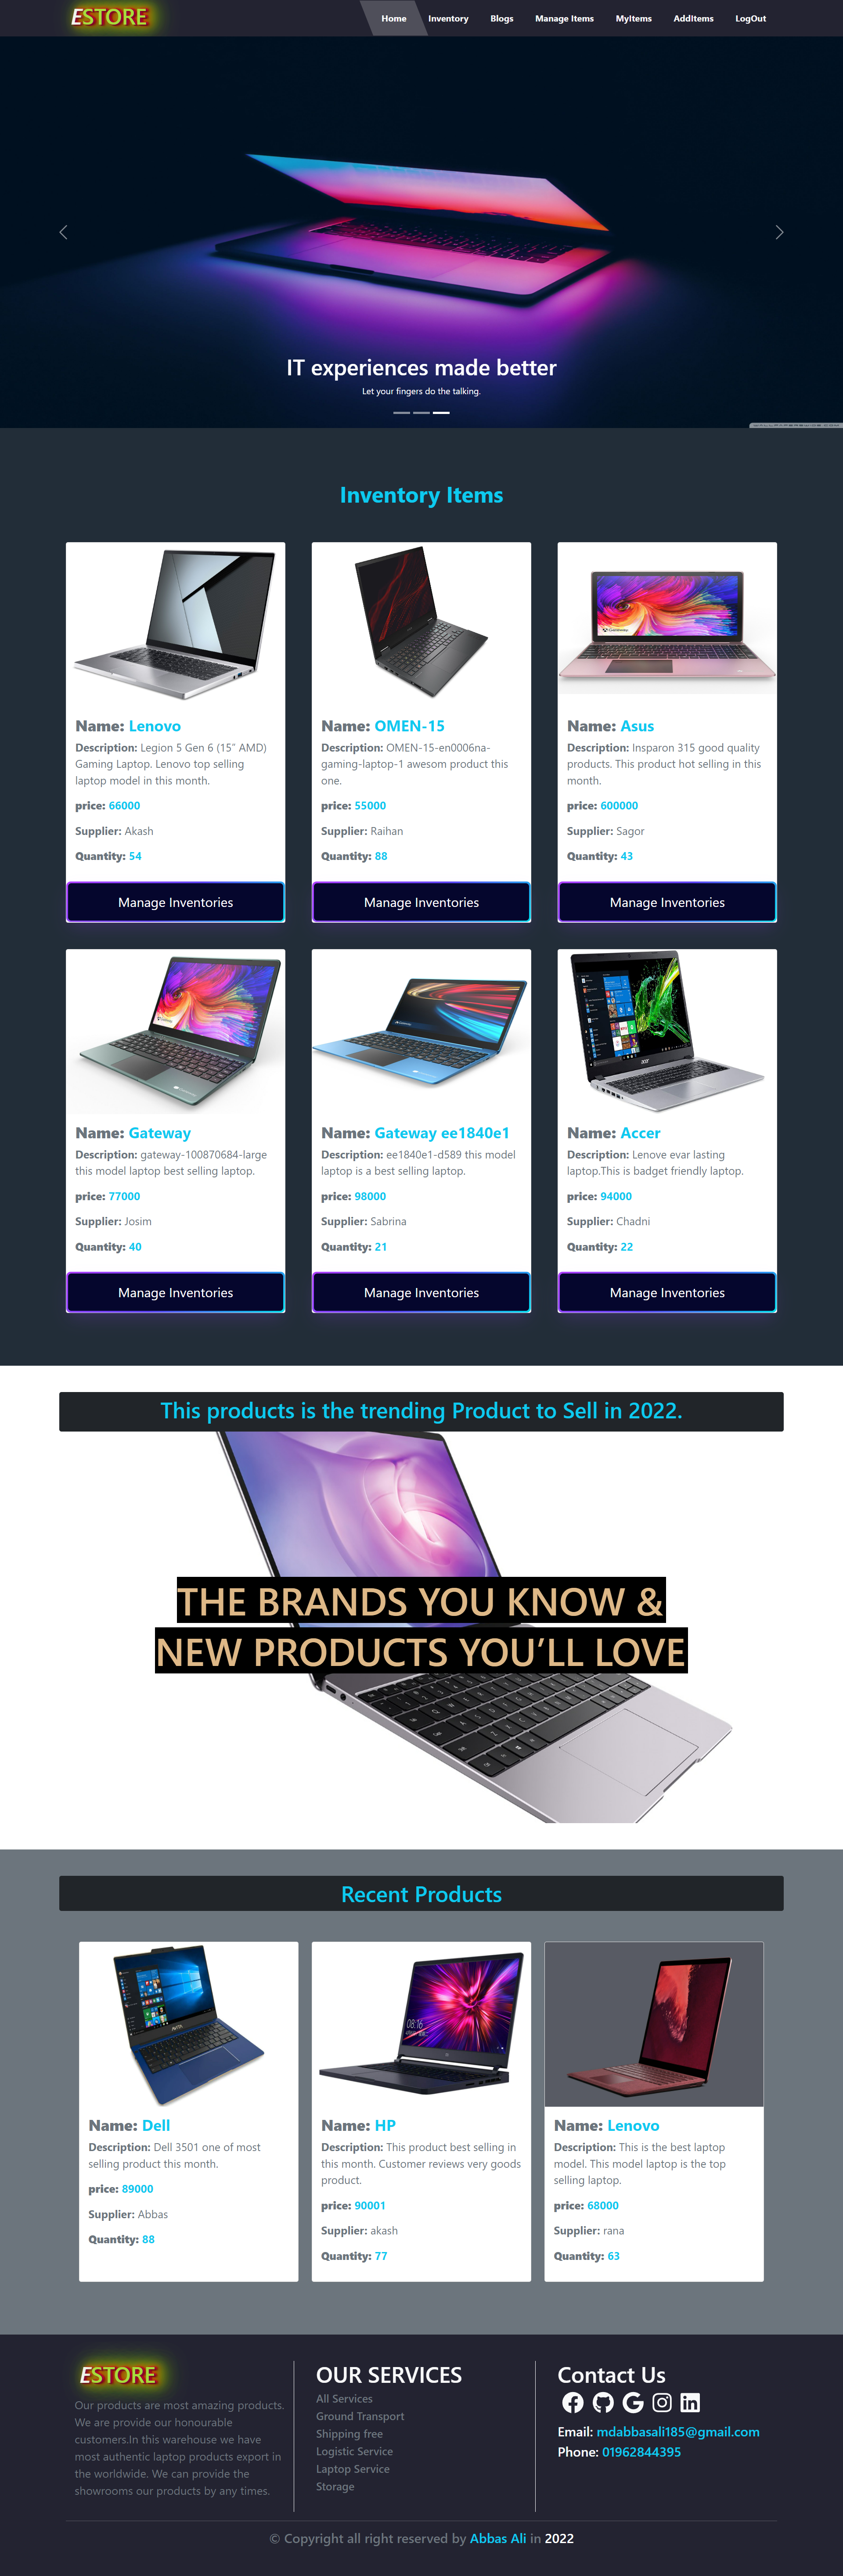 ESTORE
Home Inventory Blogs Manage Items MyItems AddItems LogOut
IT experiences made better
Let your fingers do the talking.
Inventory Items
Name: Lenovo
Description: Legion 5 Gen 6 (15" AMD)
Gaming Laptop. Lenovo top selling
laptop model in this month.
price: 66000
Supplier: Akash
Quantity: 54
Manage Inventories
Name: OMEN-15
Description: OMEN-15-en0006na-
gaming-laptop-1 awesom product this
one.
price: 55000
Supplier: Raihan
Quantity: 88
Manage Inventories
Name: Asus
Description: Insparon 315 good quality
products. This product hot selling in this
month.
price: 600000
Supplier: Sagor
Quantity: 43
Manage Inventories
Name: Gateway
Description: gateway-100870684-large
this model laptop best selling laptop.
price: 77000
Supplier: Josim
Quantity: 40
Manage Inventories
Name: Gateway ee1840e1
Description: ee1840e1-d589 this model
laptop is a best selling laptop.
price: 98000
Supplier: Sabrina
Quantity: 21
Manage Inventories
acer
Name: Accer
Description: Lenove evar lasting
laptop.This is badget friendly laptop.
price: 94000
Supplier: Chadni
Quantity: 22
Manage Inventories
This products is the trending Product to Sell in 2022.
THE BRANDS YOU KNOW &
NEW PRODUCTS YOU’LL LOVE
Recent Products
Name: Dell
Description: Dell 3501 one of most
selling product this month.
price: 89000
Supplier: Abbas
Quantity: 88
08:16
Name: HP
Description: This product best selling in
this month. Customer reviews very goods
product.
price: 90001
Supplier: akash
Quantity: 77
Name: Lenovo
Description: This is the best laptop
model. This model laptop is the top
selling laptop.
price: 68000
Supplier: rana
Quantity: 63
ESTORE
Our products are most amazing products.
We are provide our honourable
customers.In this warehouse we have
most authentic laptop products export in
the worldwide. We can provide the
showrooms our products by any times.
OUR SERVICES
All Services
Ground Transport
Shipping free
Logistic Service
Laptop Service
Storage
Contact Us
Email: mdabbasali185@gmail.com
Phone: 01962844395
© Copyright all right reserved by Abbas Ali in 2022